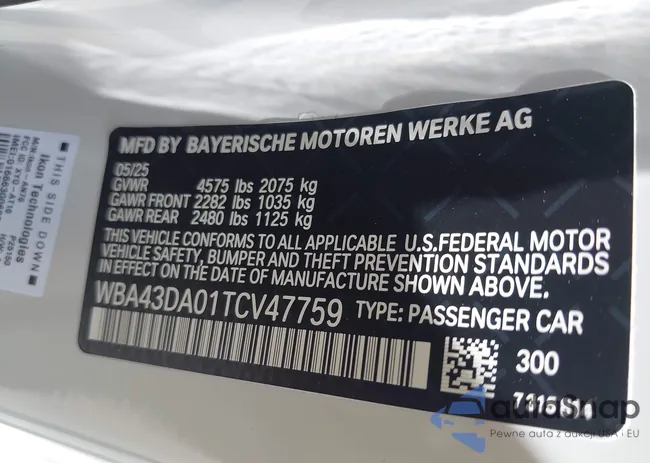 MFD BY BAYERISCHE MOTOREN WERKE AG
05/25
GVWR 4575 lbs 2075 kg
GAWR FRONT 2282 lbs 1035 kg
GAWR REAR 2480 lbs 1125 kg
THIS VEHICLE CONFORMS TO ALL APPLICABLE U.S.FEDERAL MOTOR
VEHICLE SAFETY, BUMPER AND THEFT PREVENTION STANDARDS
IN EFFECT ON THE DATE OF MANUFACTURE SHOWN ABOVE.
WBA43DA01TCV47759 TYPE: PASSENGER CAR
300
THIS SIDE DOWN
Ikon Technologies
autoSnap
Pewne auta z aukcji USA i EU